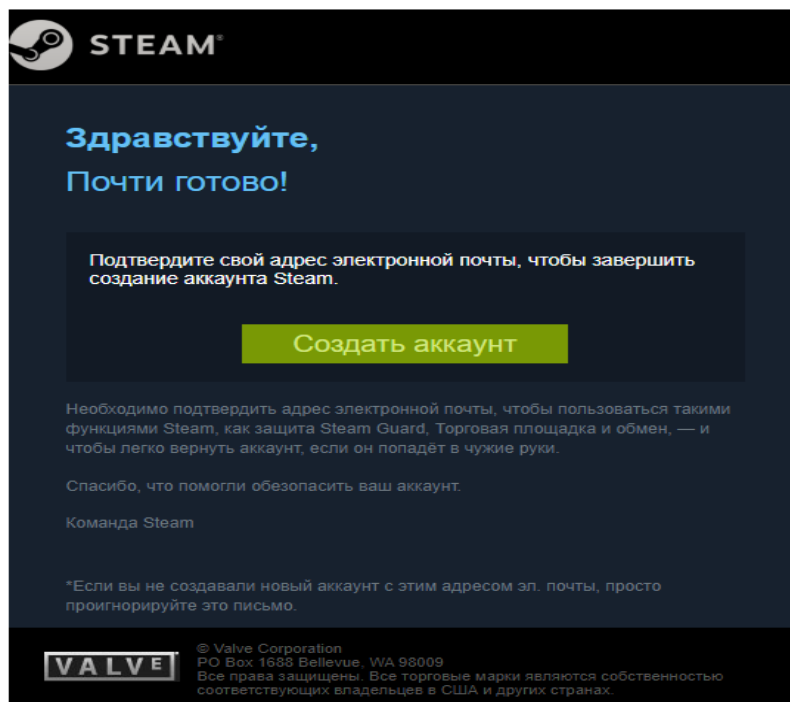 STEAM®
Здравствуйте,
Почти готово!
Подтвердите свой адрес электронной почты, чтобы завершить
создание аккаунта Steam.
Создать аккаунт
Необходимо подтвердить адрес электронной почты, чтобы пользоваться такими
функциями Steam, как защита Steam Guard, Торговая площадка и обмен, — и
чтобы легко вернуть аккаунт, если он попадёт в чужие руки.
Спасибо, что помогли обезопасить ваш аккаунт.
Команда Steam
*Если вы не создавали новый аккаунт с этим адресом эл. почты, просто
проигнорируйте это письмо.
VALVE
© Valve Corporation
PO Box 1688 Bellevue, WA 98009
Все права защищены. Все торговые марки являются собственностью
соответствующих владельцев в США и других странах.